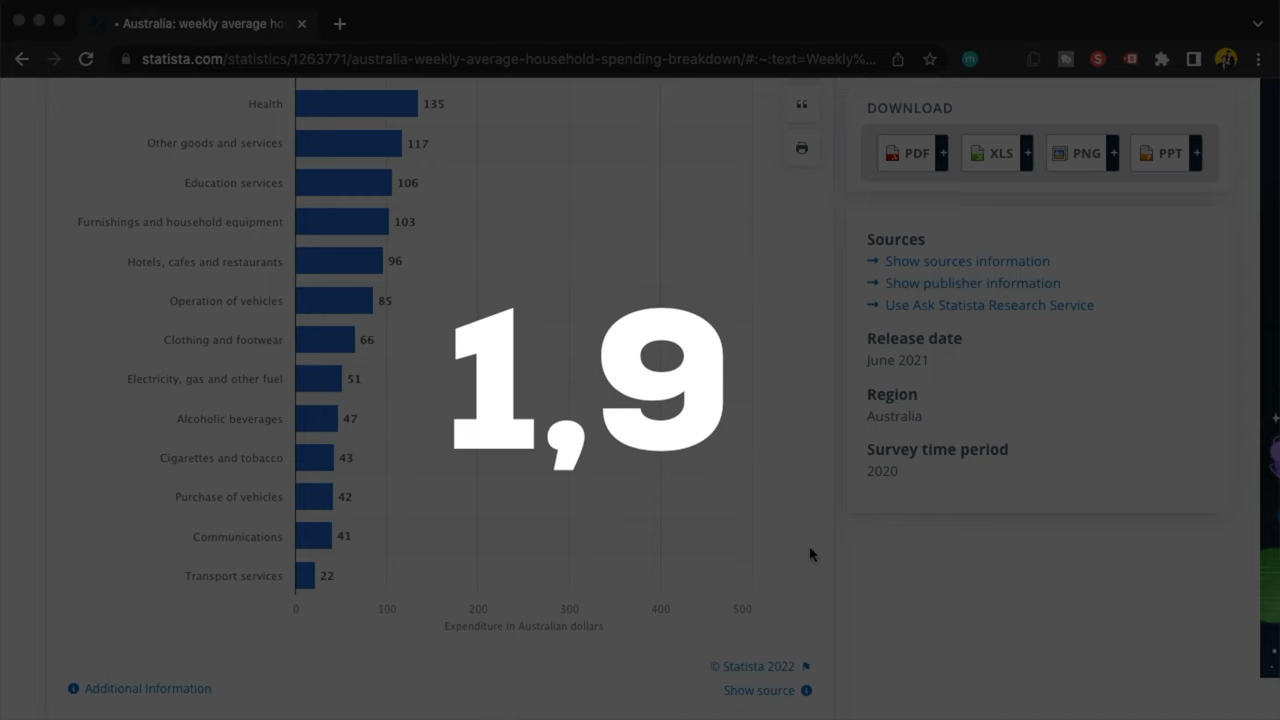 • Australia: weekly average ho
statista.com/statistics/1263771/australia-weekly-average-household-spending-breakdown/#:~:text=Weekly%...
Health 135
Other goods and services 117
Education services 106
Furnishings and household equipment 103
Hotels, cafes and restaurants 96
Operation of vehicles 85
Clothing and footwear 66
Electricity, gas and other fuel 51
Alcoholic beverages 47
Cigarettes and tobacco 43
Purchase of vehicles 42
Communications 41
Transport services 22
0 100 200 300 400 500
Expenditure in Australian dollars
© Statista 2022
Additional Information
Show source
1,9
DOWNLOAD
PDF + XLS + PNG + PPT +
Sources
→ Show sources information
→ Show publisher information
→ Use Ask Statista Research Service
Release date
June 2021
Region
Australia
Survey time period
2020